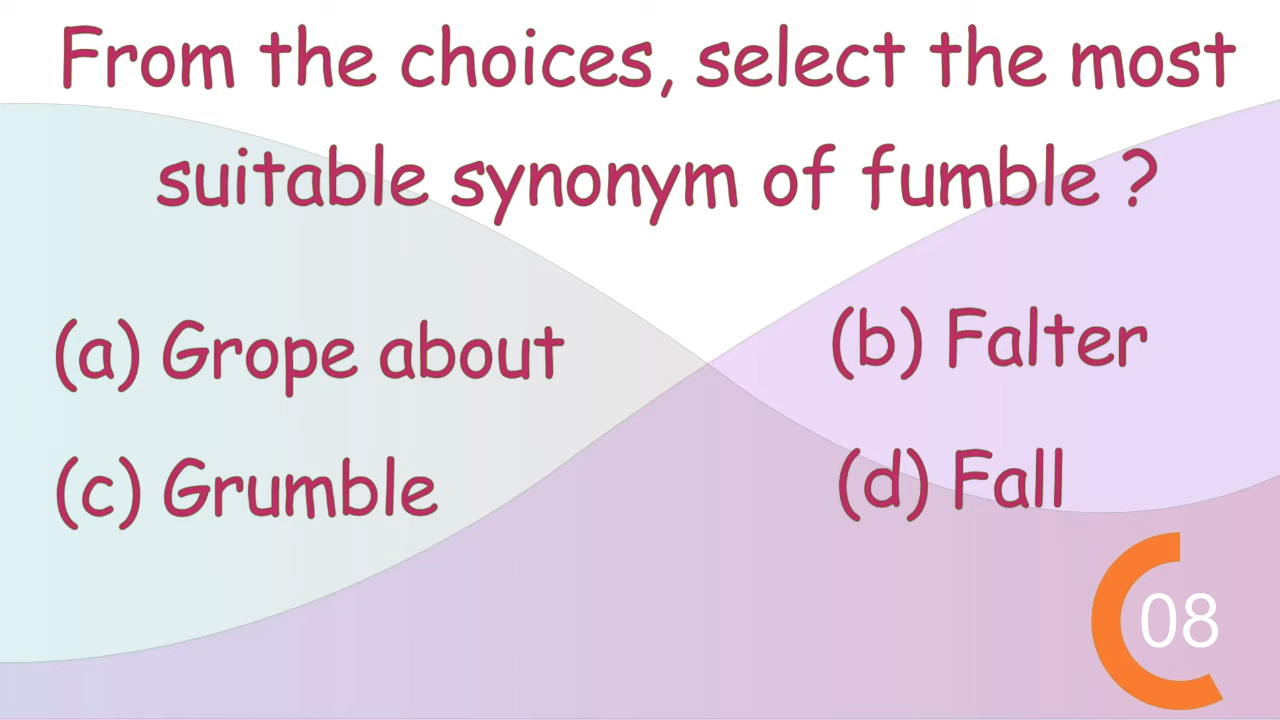 From the choices, select the most
suitable synonym of fumble ?
(a) Grope about
(b) Falter
(c) Grumble
(d) Fall
08